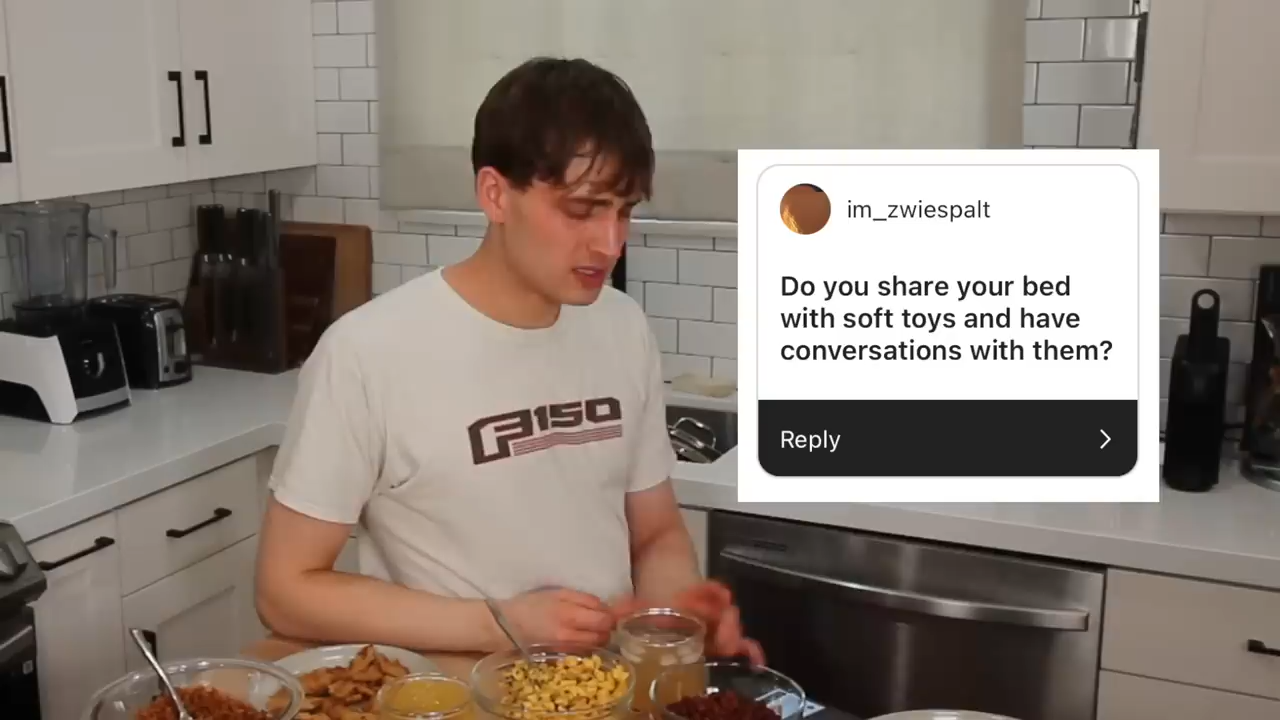 im_zwiespalt
Do you share your bed
with soft toys and have
conversations with them?
Reply
F150